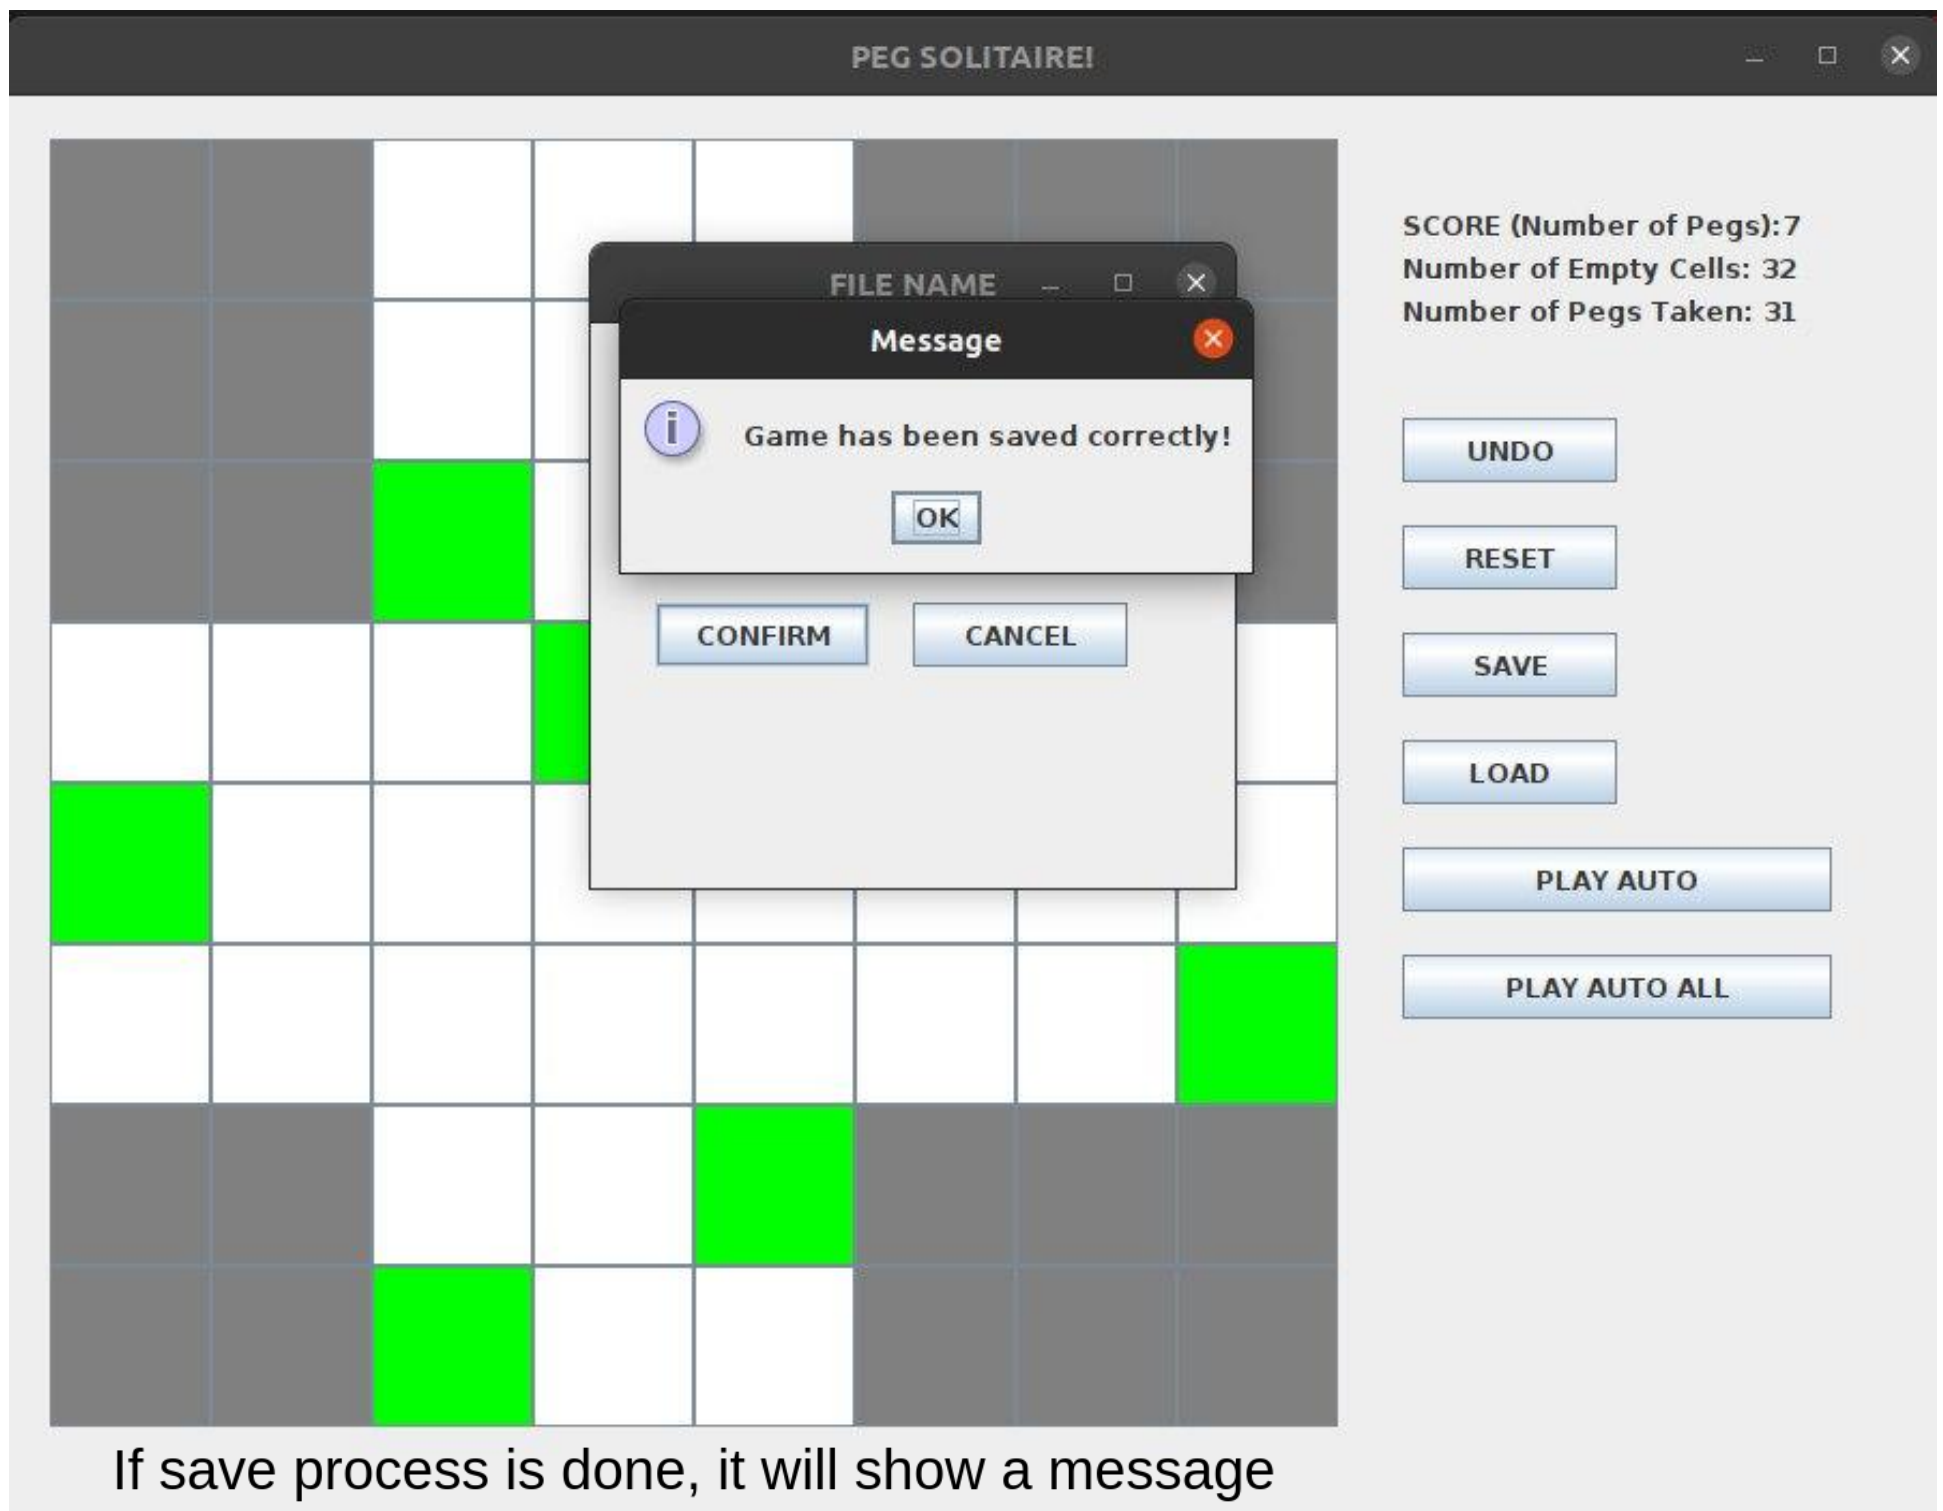 PEG SOLITAIRE!
SCORE (Number of Pegs):7
Number of Empty Cells: 32
Number of Pegs Taken: 31
FILE NAME
Message
Game has been saved correctly!
OK
CONFIRM
CANCEL
UNDO
RESET
SAVE
LOAD
PLAY AUTO
PLAY AUTO ALL
If save process is done, it will show a message